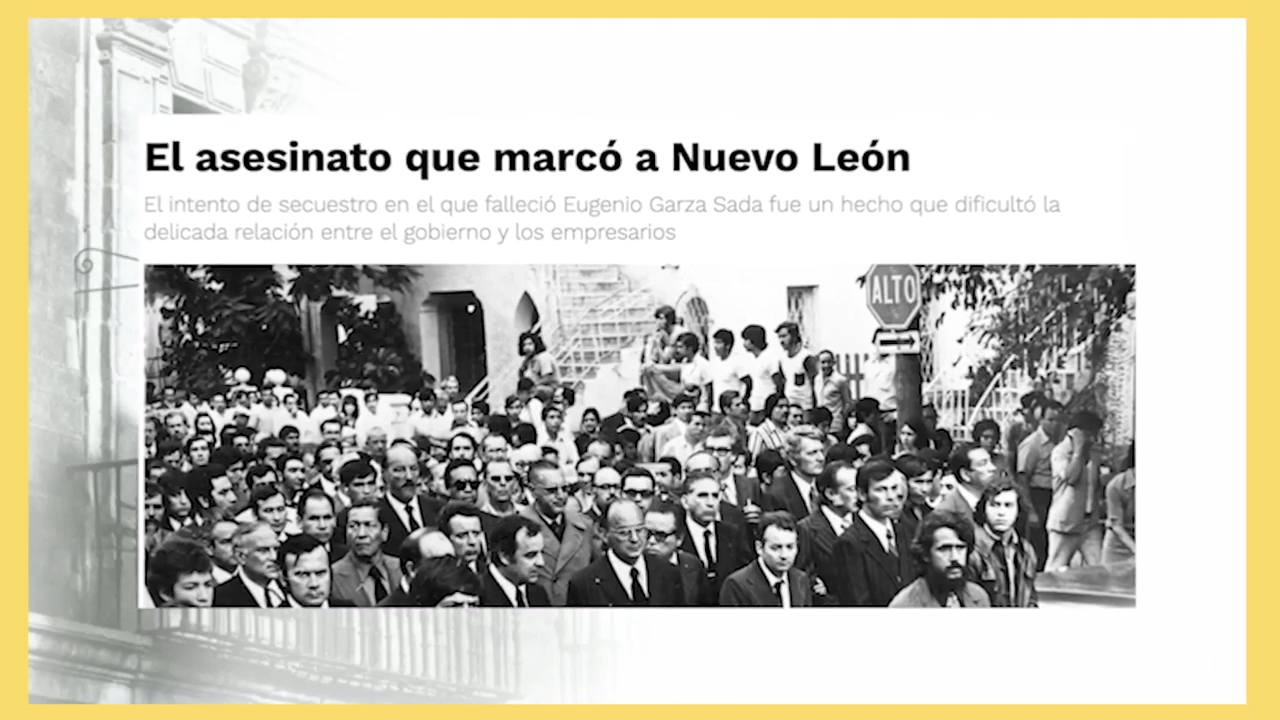 El asesinato que marcó a Nuevo León
El intento de secuestro en el que falleció Eugenio Garza Sada fue un hecho que dificultó la
delicada relación entre el gobierno y los empresarios
ALTO